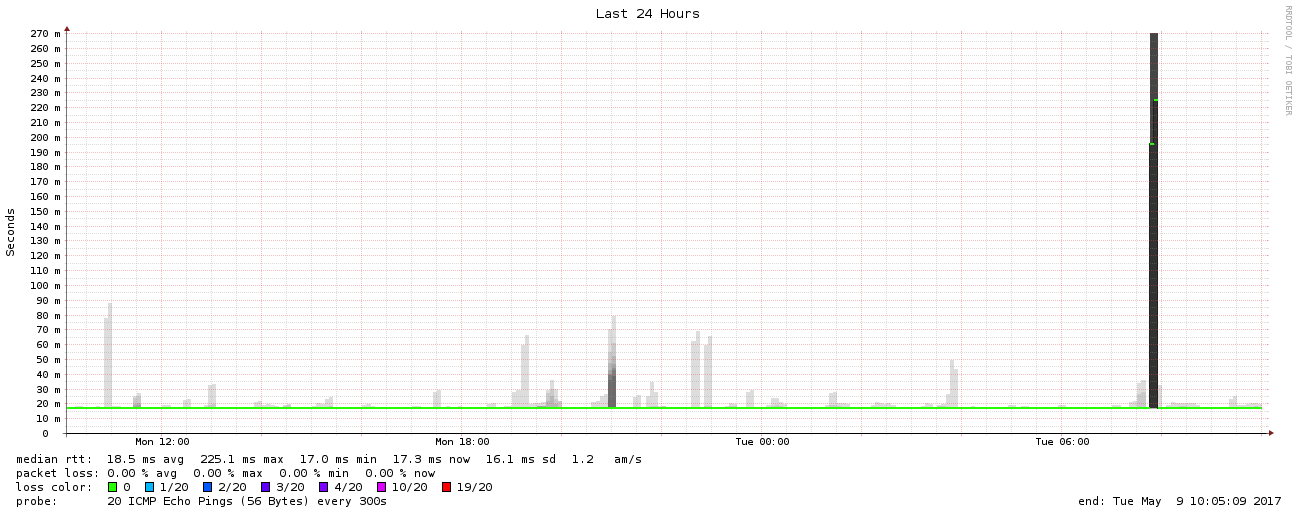 Last 24 Hours
RRDTOOL / TOBI OETIKER
Seconds
270 m
260 m
250 m
240 m
230 m
220 m
210 m
200 m
190 m
180 m
170 m
160 m
150 m
140 m
130 m
120 m
110 m
100 m
90 m
80 m
70 m
60 m
50 m
40 m
30 m
20 m
10 m
0
Mon 12:00 Mon 18:00 Tue 00:00 Tue 06:00
median rtt: 18.5 ms avg 225.1 ms max 17.0 ms min 17.3 ms now 16.1 ms sd 1.2 am/s
packet loss: 0.00 % avg 0.00 % max 0.00 % min 0.00 % now
loss color: 0 1/20 2/20 3/20 4/20 10/20 19/20
probe: 20 ICMP Echo Pings (56 Bytes) every 300s end: Tue May 9 10:05:09 2017